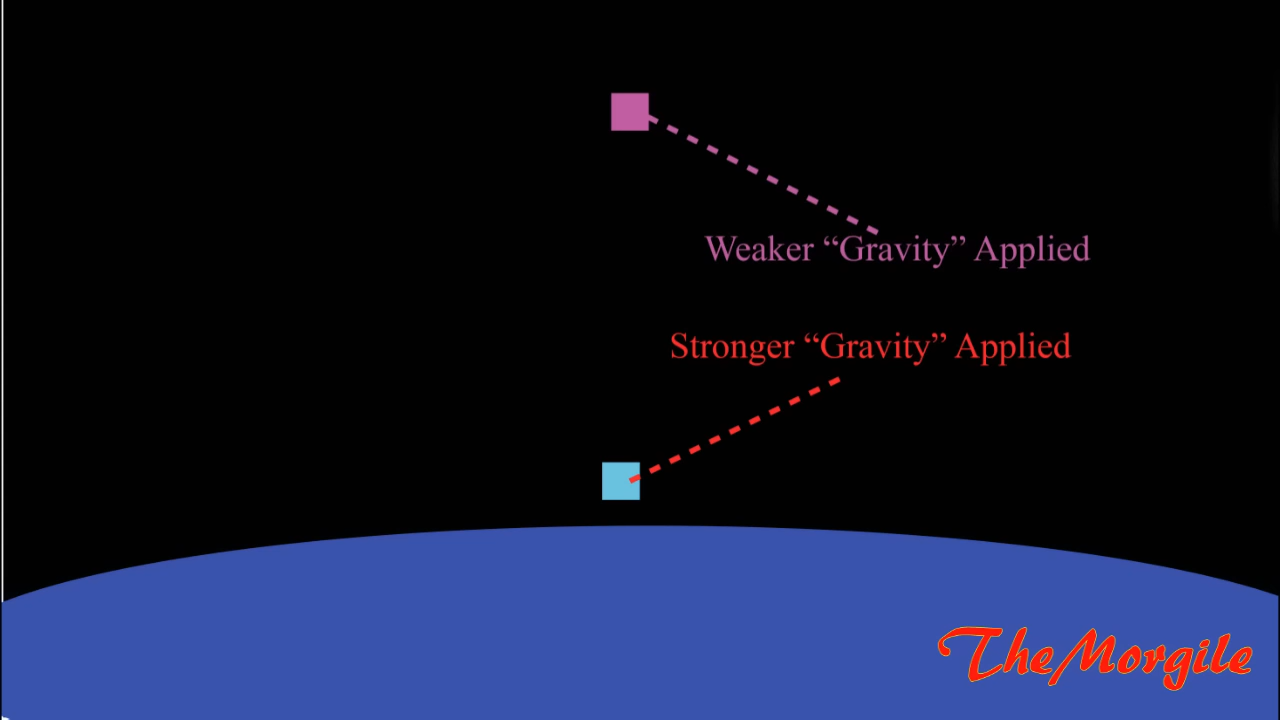 Weaker “Gravity” Applied
Stronger “Gravity” Applied
TheMorgile